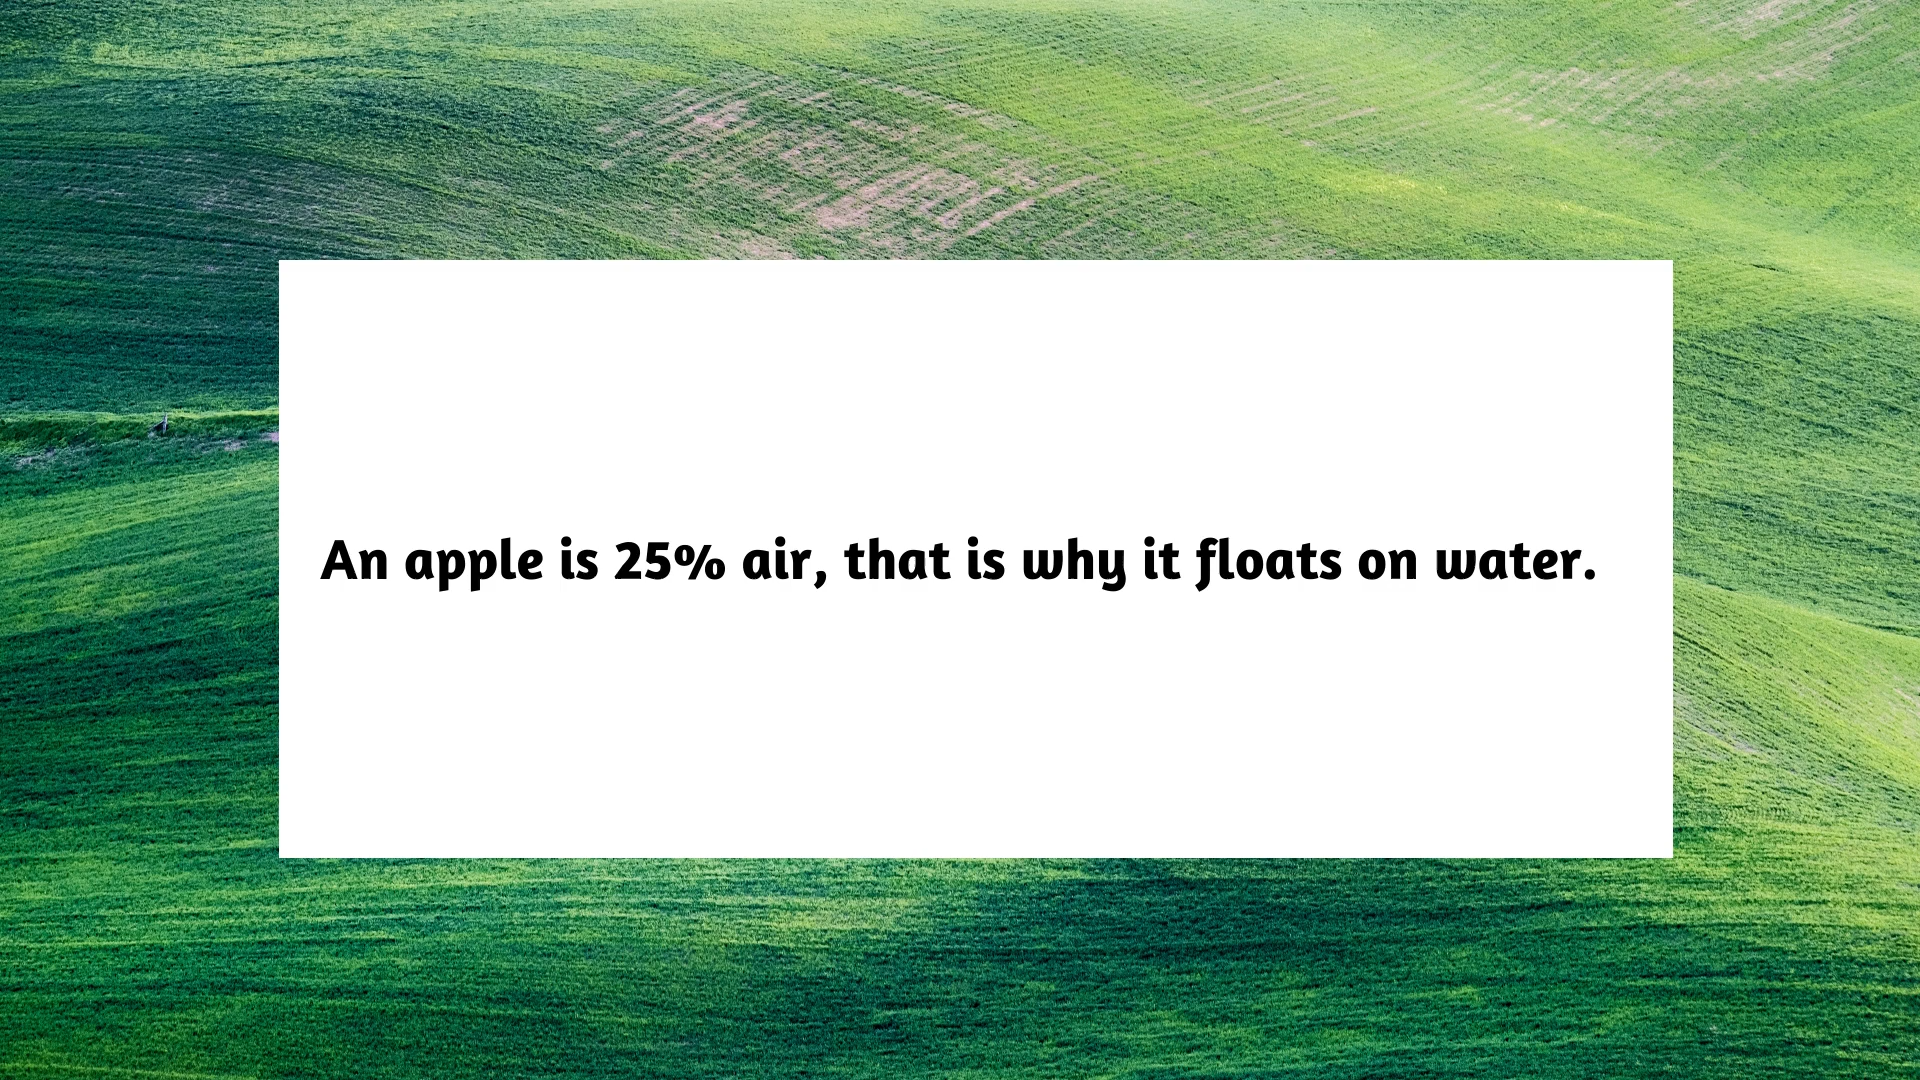 An apple is 25% air, that is why it floats on water.